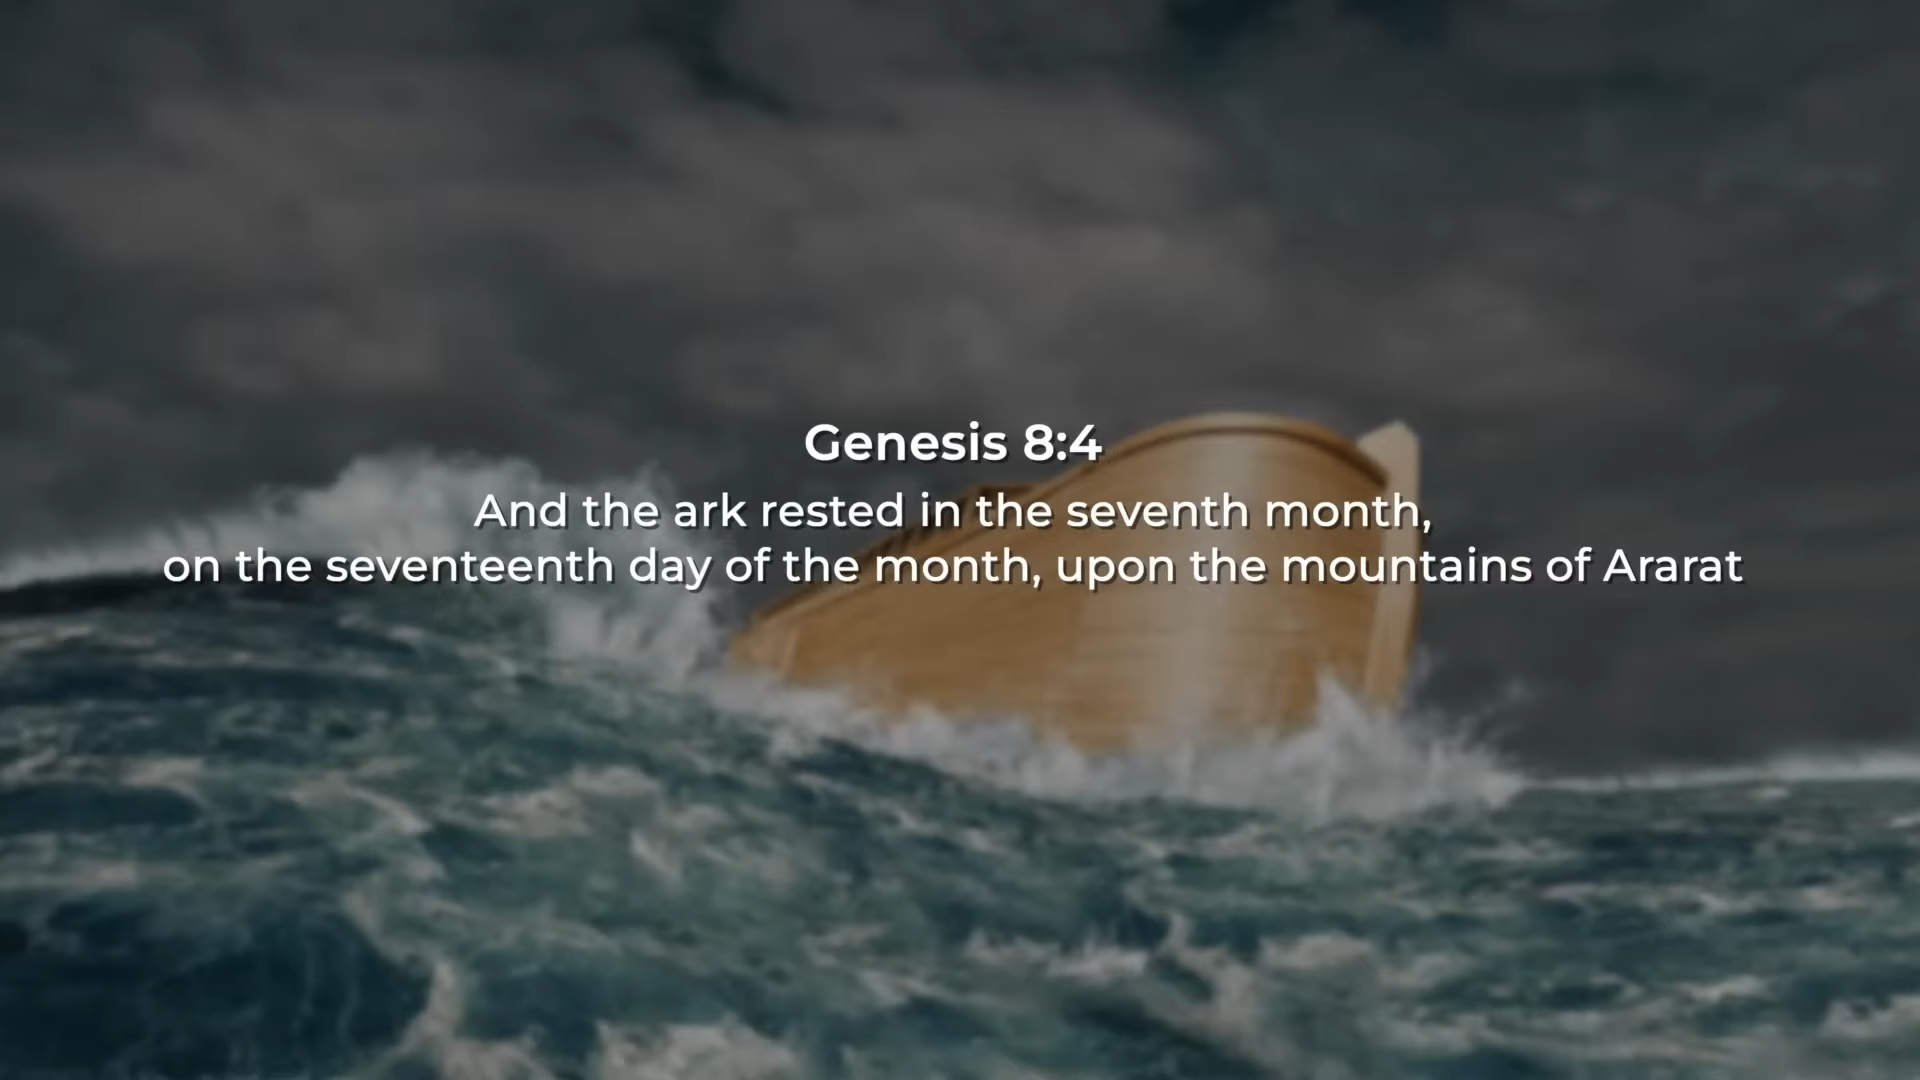 Genesis 8:4
And the ark rested in the seventh month,
on the seventeenth day of the month, upon the mountains of Ararat